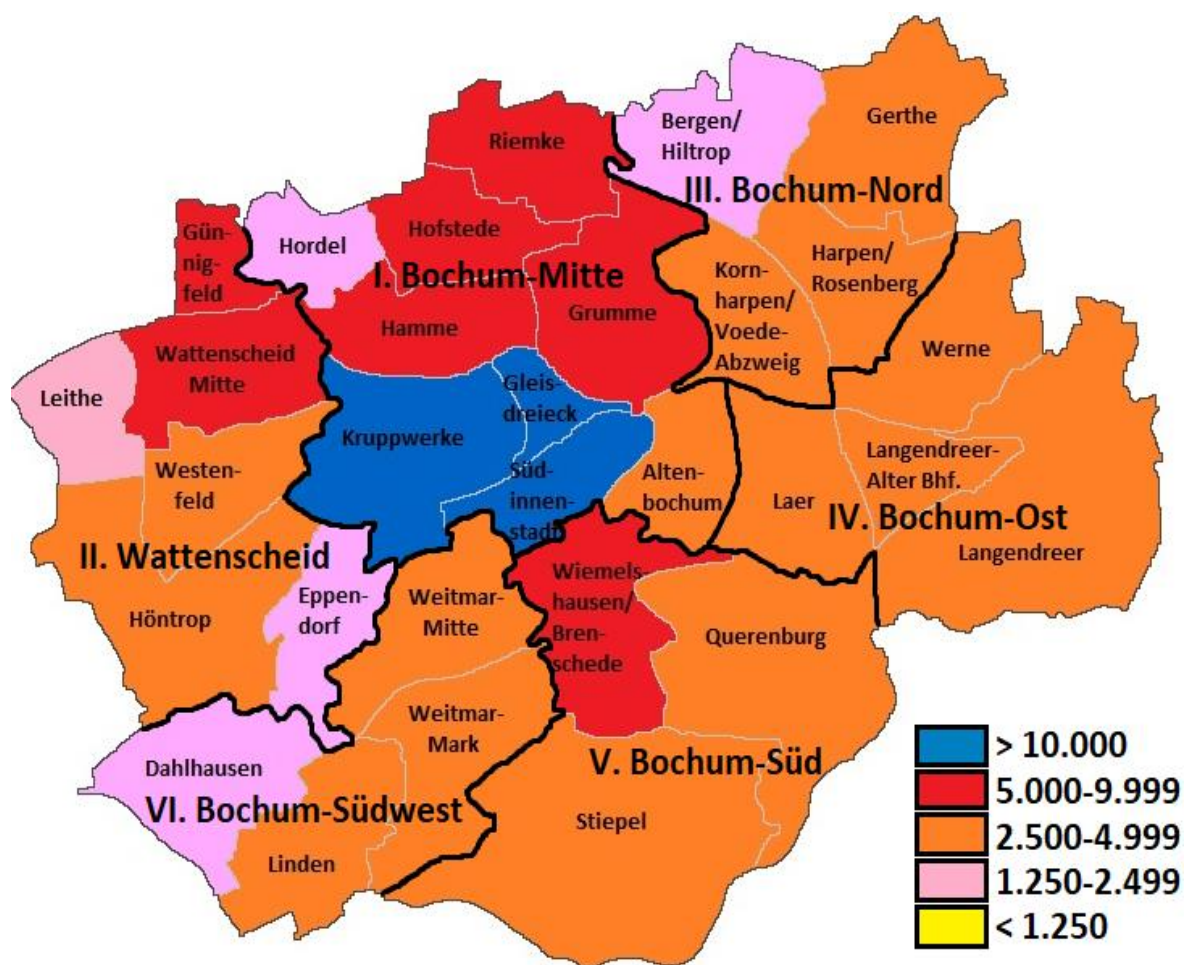 Gerthe
Bergen/
Hiltrop
Riemke
III. Bochum-Nord
Gün-
nig-
feld
Hordel
Hofstede
I. Bochum-Mitte
Korn-
harpen/
Voede-
Abzweig
Harpen/
Rosenberg
Hamme
Grumme
Wattenscheid
Mitte
Werne
Leithe
Gleis-
dreieck
Kruppwerke
Westen-
feld
Süd-
innen-
stadt
Alten-
bochum
Laer
Langendreer-
Alter Bhf.
IV. Bochum-Ost
Langendreer
II. Wattenscheid
Eppen-
dorf
Höntrop
Weitmar-
Mitte
Wiemels-
hausen/
Bren-
schede
Querenburg
Weitmar-
Mark
V. Bochum-Süd
Dahlhausen
VI. Bochum-Südwest
Stiepel
Linden
> 10.000
5.000-9.999
2.500-4.999
1.250-2.499
< 1.250